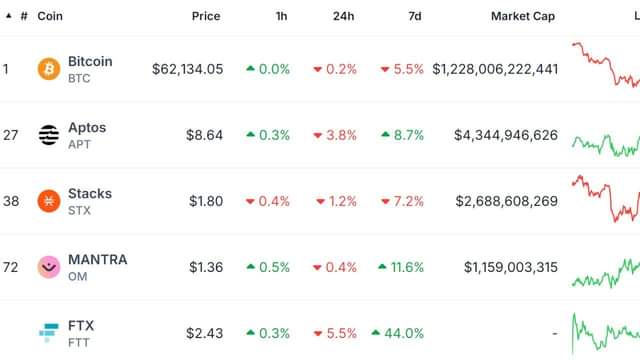 ▲ # Coin Price 1h 24h 7d Market Cap L
1 Bitcoin BTC $62,134.05 ▲ 0.0% ▼ 0.2% ▼ 5.5% $1,228,006,222,441
27 Aptos APT $8.64 ▲ 0.3% ▼ 3.8% ▲ 8.7% $4,344,946,626
38 Stacks STX $1.80 ▼ 0.4% ▼ 1.2% ▼ 7.2% $2,688,608,269
72 MANTRA OM $1.36 ▲ 0.5% ▼ 0.4% ▲ 11.6% $1,159,003,315
FTX FTT $2.43 ▲ 0.3% ▼ 5.5% ▲ 44.0% -